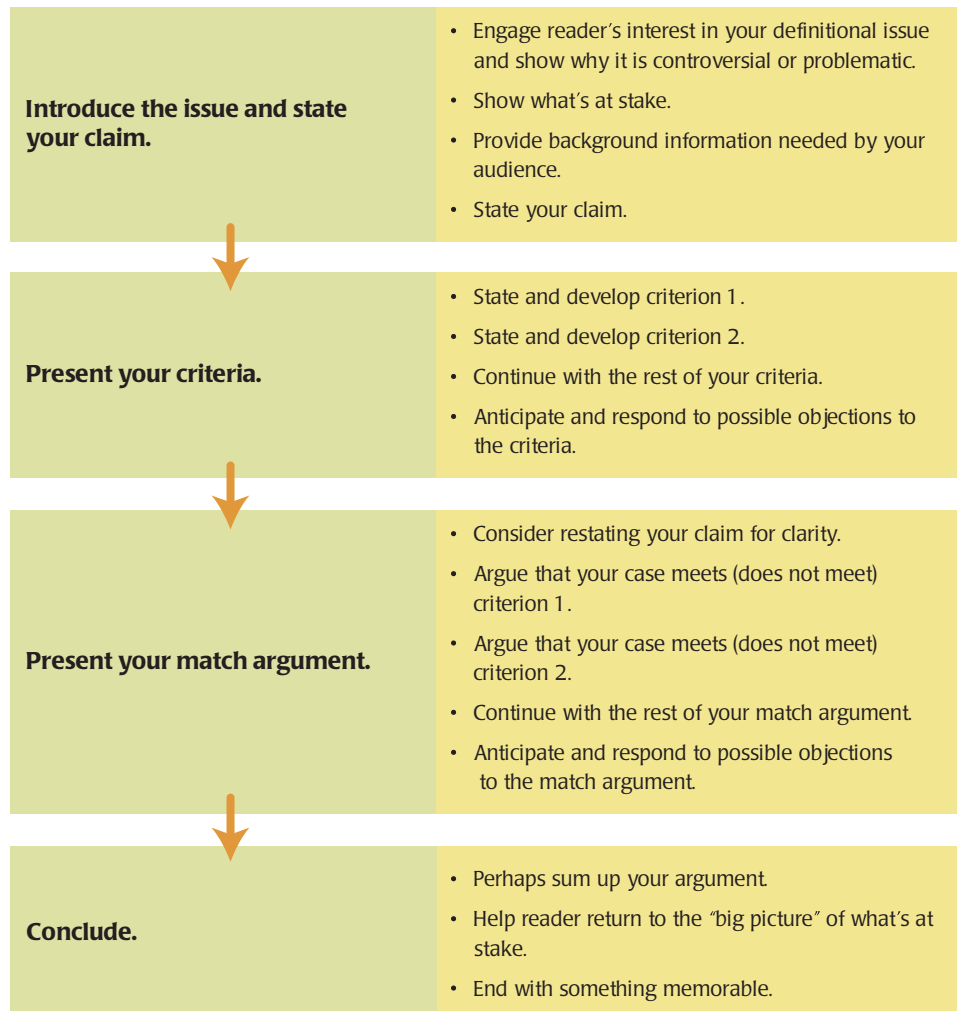 Introduce the issue and state
your claim.
• Engage reader's interest in your definitional issue
and show why it is controversial or problematic.
• Show what's at stake.
• Provide background information needed by your
audience.
• State your claim.
Present your criteria.
• State and develop criterion 1.
• State and develop criterion 2.
• Continue with the rest of your criteria.
• Anticipate and respond to possible objections to
the criteria.
Present your match argument.
• Consider restating your claim for clarity.
• Argue that your case meets (does not meet)
criterion 1.
• Argue that your case meets (does not meet)
criterion 2.
• Continue with the rest of your match argument.
• Anticipate and respond to possible objections
to the match argument.
Conclude.
• Perhaps sum up your argument.
• Help reader return to the "big picture" of what's at
stake.
• End with something memorable.